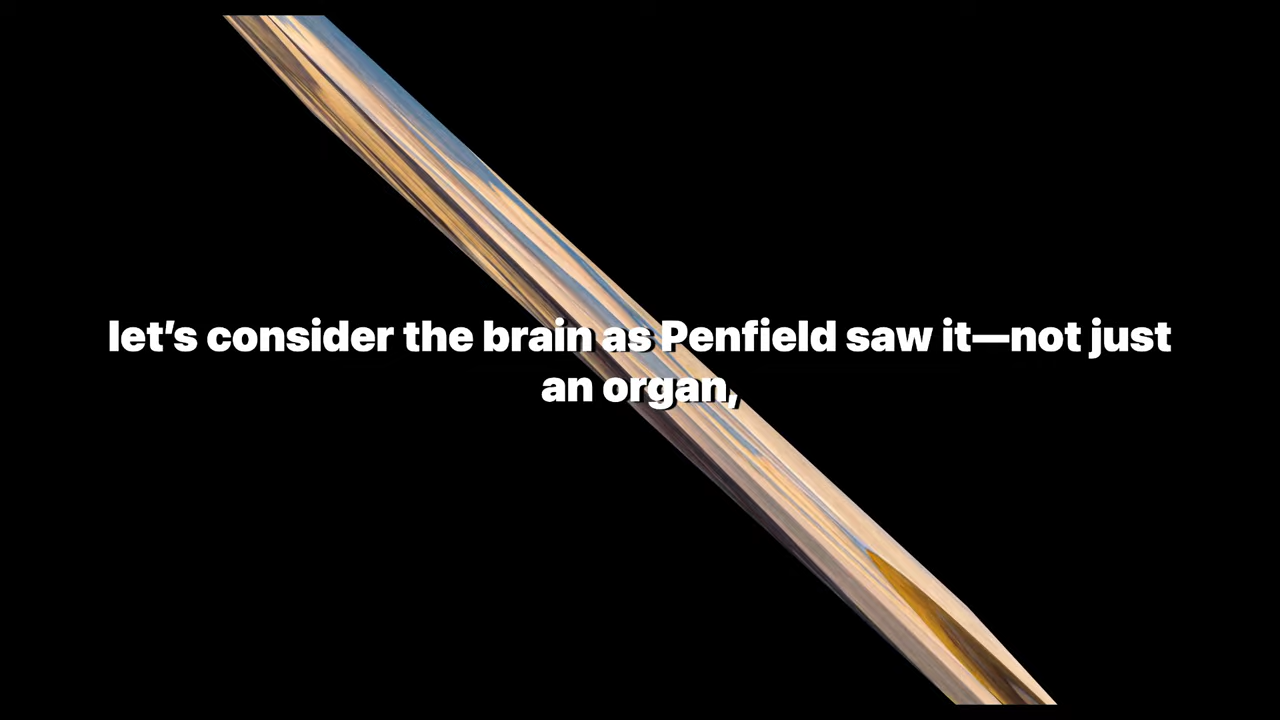 let’s consider the brain as Penfield saw it—not just
an organ,